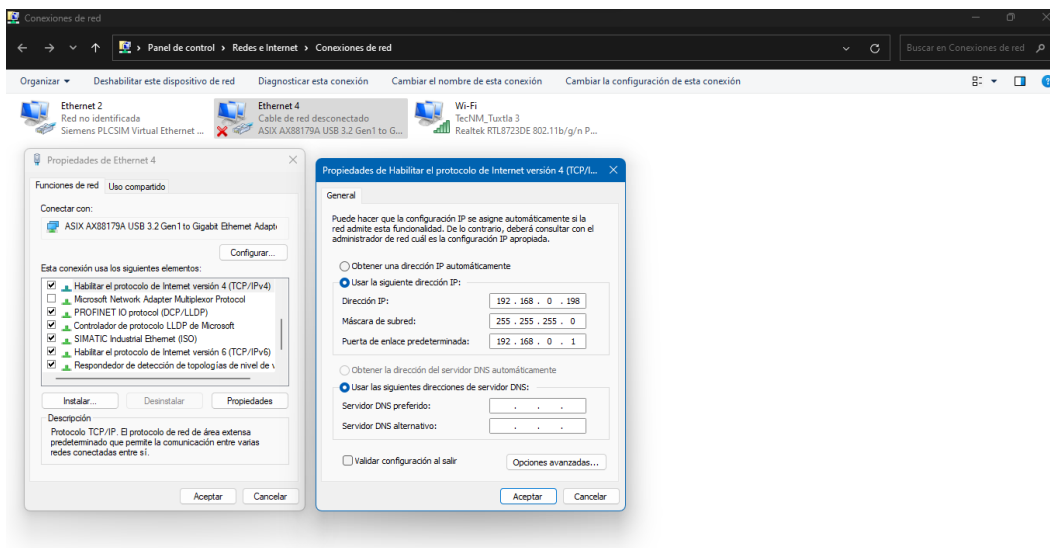 Conexiones de red
Panel de control > Redes e Internet > Conexiones de red
Buscar en Conexiones de red
Organizar
Deshabilitar este dispositivo de red
Diagnosticar esta conexión
Cambiar el nombre de esta conexión
Cambiar la configuración de esta conexión
Ethernet 2
Red no identificada
Siemens PLCSIM Virtual Ethernet ...
Ethernet 4
Cable de red desconectado
ASIX AX88179A USB 3.2 Gen1 to G...
Wi-Fi
TecNM_Tuxtla 3
Realtek RTL8723DE 802.11b/g/n P...
Propiedades de Ethernet 4
Funciones de red
Uso compartido
Conectar con:
ASIX AX88179A USB 3.2 Gen1 to Gigabit Ethernet Adapt
Configurar...
Esta conexión usa los siguientes elementos:
Habilitar el protocolo de Internet versión 4 (TCP/IPv4)
Microsoft Network Adapter Multiplexor Protocol
PROFINET IO protocol (DCP/LLDP)
Controlador de protocolo LLDP de Microsoft
SIMATIC Industrial Ethernet (ISO)
Habilitar el protocolo de Internet versión 6 (TCP/IPv6)
Respondedor de detección de topologías de nivel de v
Instalar...
Desinstalar
Propiedades
Descripción
Protocolo TCP/IP. El protocolo de red de área extensa
predeterminado que permite la comunicación entre varias
redes conectadas entre sí.
Aceptar
Cancelar
Propiedades de Habilitar el protocolo de Internet versión 4 (TCP/I...
General
Puede hacer que la configuración IP se asigne automáticamente si la
red admite esta funcionalidad. De lo contrario, deberá consultar con el
administrador de red cuál es la configuración IP apropiada.
Obtener una dirección IP automáticamente
Usar la siguiente dirección IP:
Dirección IP:
192 . 168 . 0 . 198
Máscara de subred:
255 . 255 . 255 . 0
Puerta de enlace predeterminada:
192 . 168 . 0 . 1
Obtener la dirección del servidor DNS automáticamente
Usar las siguientes direcciones de servidor DNS:
Servidor DNS preferido:
. . .
Servidor DNS alternativo:
. . .
Validar configuración al salir
Opciones avanzadas...
Aceptar
Cancelar